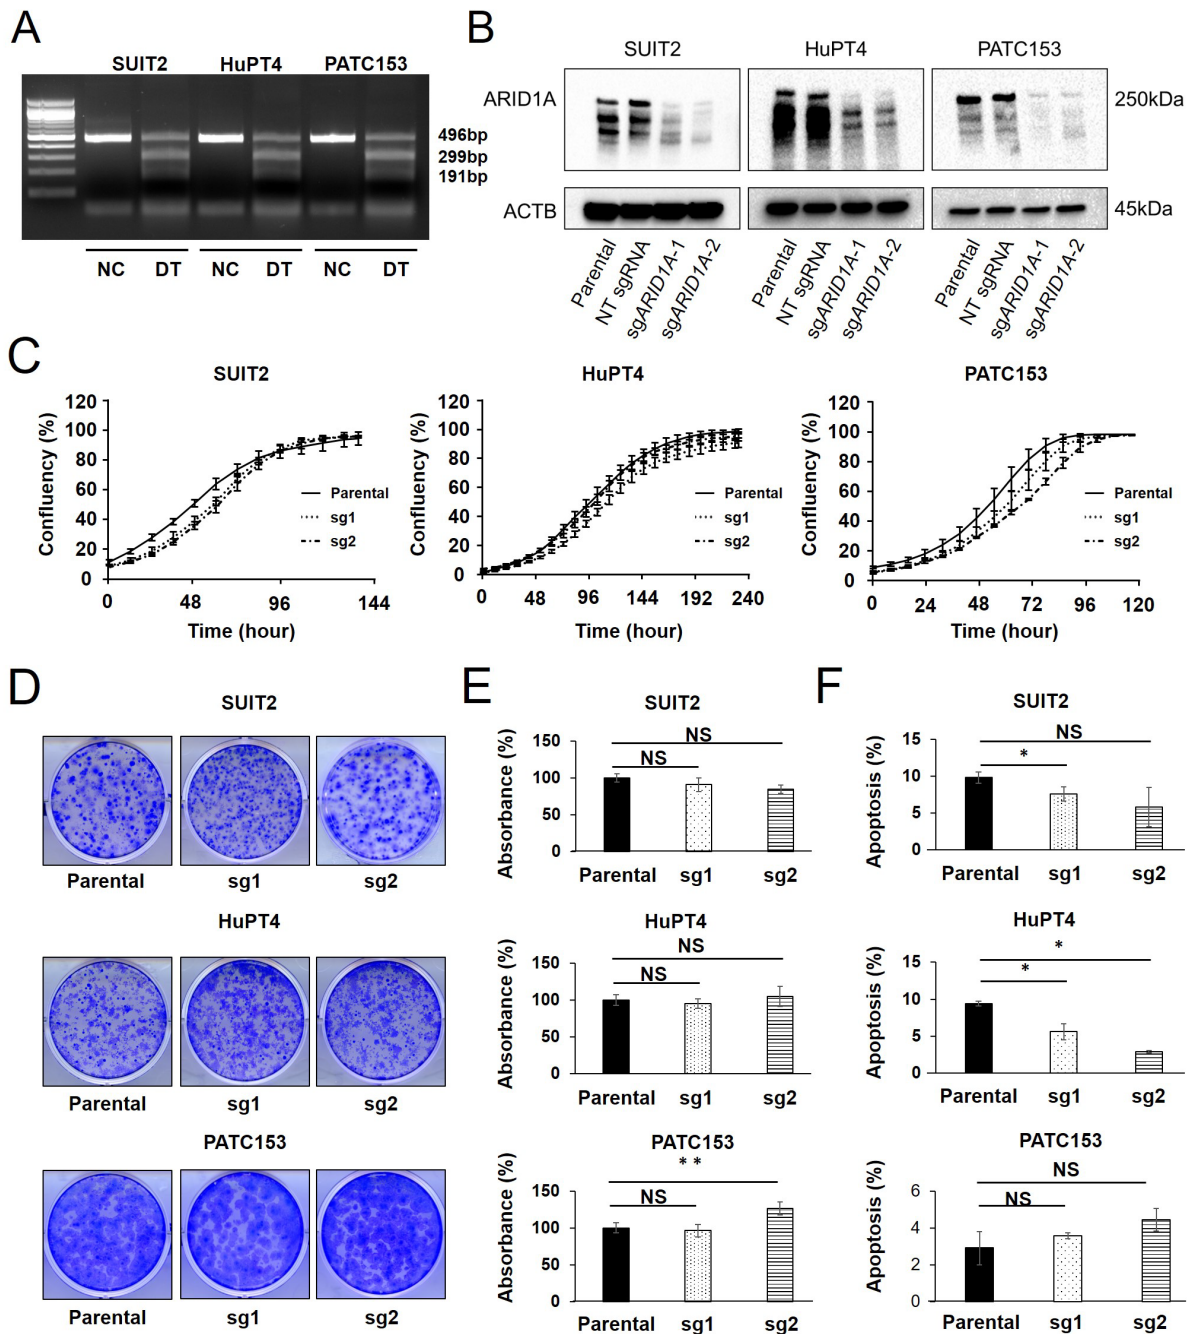 A
SUIT2 HuPT4 PATC153
496bp
299bp
191bp
NC DT NC DT NC DT
B
SUIT2 HuPT4 PATC153
ARID1A 250kDa
ACTB 45kDa
Parental NT sgRNA sgARID1A-1 sgARID1A-2 Parental NT sgRNA sgARID1A-1 sgARID1A-2 Parental NT sgRNA sgARID1A-1 sgARID1A-2
C
SUIT2
Confluency (%)
120
100
80
60
40
20
0
0 48 96 144
Time (hour)
Parental
sg1
sg2
HuPT4
Confluency (%)
120
100
80
60
40
20
0
0 48 96 144 192 240
Time (hour)
Parental
sg1
sg2
PATC153
Confluency (%)
120
100
80
60
40
20
0
0 24 48 72 96 120
Time (hour)
Parental
sg1
sg2
D
SUIT2
Parental sg1 sg2
HuPT4
Parental sg1 sg2
PATC153
Parental sg1 sg2
E
SUIT2
Absorbance (%)
150
100
50
0
NS
NS
Parental sg1 sg2
HuPT4
Absorbance (%)
150
100
50
0
NS
NS
Parental sg1 sg2
PATC153
Absorbance (%)
150
100
50
0
* *
NS
Parental sg1 sg2
F
SUIT2
Apoptosis (%)
15
10
5
0
NS
*
Parental sg1 sg2
HuPT4
Apoptosis (%)
15
10
5
0
*
*
Parental sg1 sg2
PATC153
Apoptosis (%)
6
4
2
0
NS
NS
Parental sg1 sg2